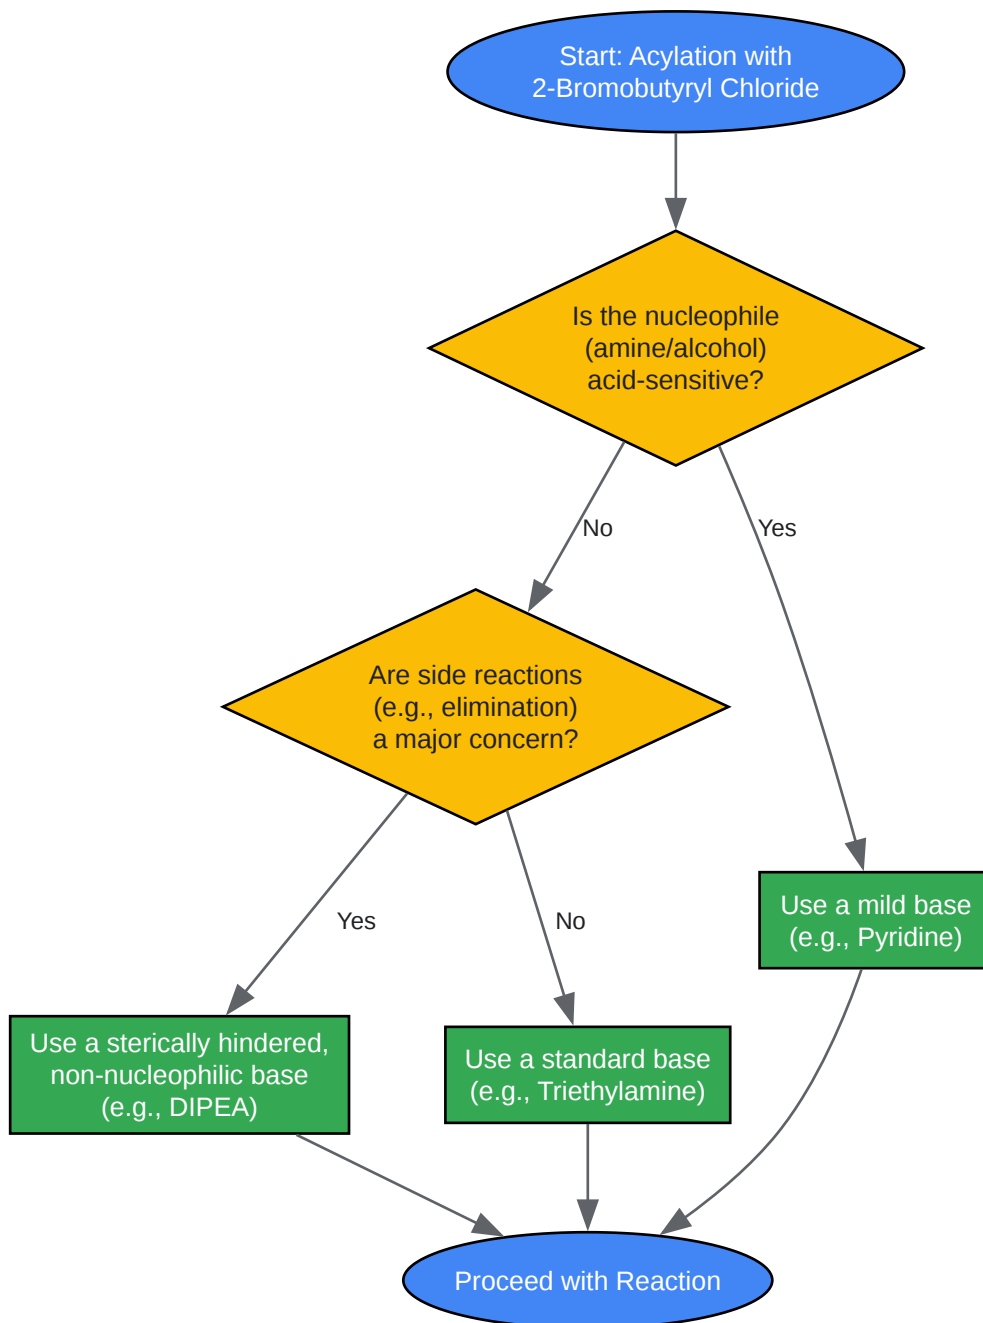 Start: Acylation with
2-Bromobutyryl Chloride
Is the nucleophile
(amine/alcohol)
acid-sensitive?
No
Yes
Are side reactions
(e.g., elimination)
a major concern?
Yes
No
Use a mild base
(e.g., Pyridine)
Use a sterically hindered,
non-nucleophilic base
(e.g., DIPEA)
Use a standard base
(e.g., Triethylamine)
Proceed with Reaction